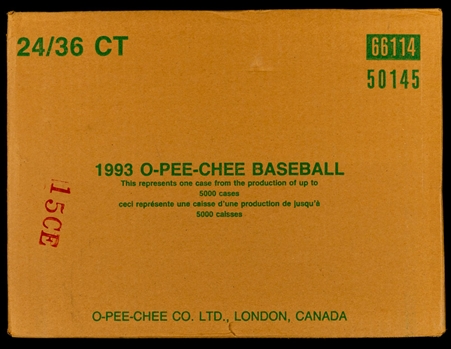 24/36 CT
66114
50145
1993 O-PEE-CHEE BASEBALL
This represents one case from the production of up to
5000 cases
ceci représente une caisse d'une production de jusqu'à
5000 caisses
15CE
O-PEE-CHEE CO. LTD., LONDON, CANADA